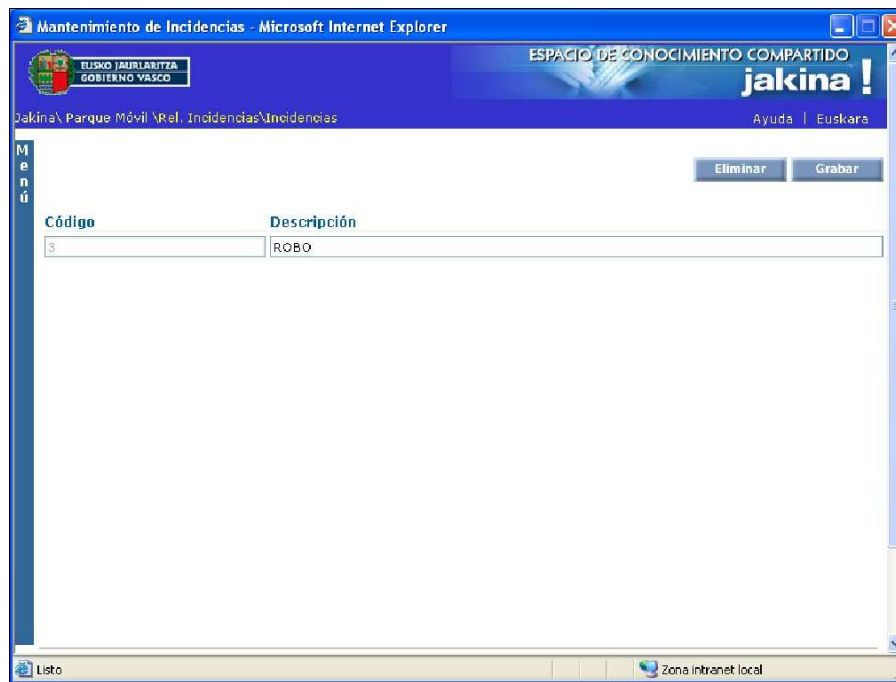 Mantenimiento de Incidencias - Microsoft Internet Explorer
EUSKO JAURLARITZA
GOBIERNO VASCO
ESPACIO DE CONOCIMIENTO COMPARTIDO
jakina!
Jakina\ Parque Móvil \Rel. Incidencias\Incidencias
Ayuda | Euskara
Menú
Eliminar Grabar
Código Descripción
3 ROBO
Listo Zona intranet local